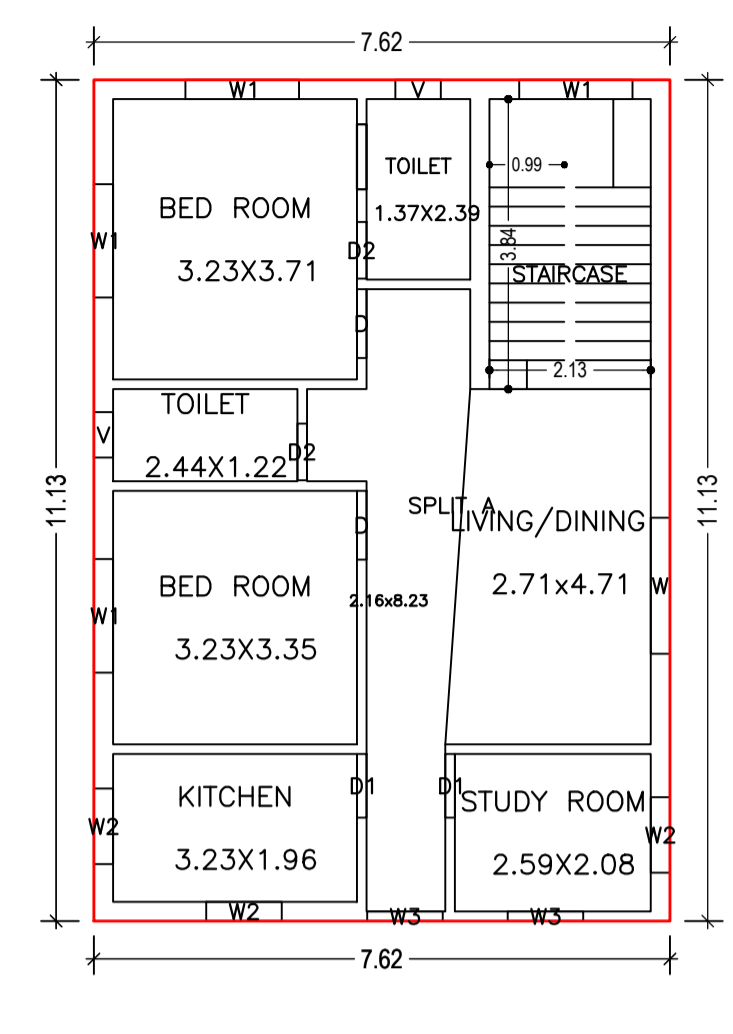 7.62
W1
V
W1
TOILET
0.99
1.37X2.39
BED ROOM
W1
3.84
D2
3.23X3.71
STAIRCASE
D
2.13
TOILET
V
D2
2.44X1.22
11.13
11.13
SPLIT A
LIVING/DINING
D
BED ROOM
2.71x4.71
W
2.16x8.23
W1
3.23X3.35
D1
D1
KITCHEN
STUDY ROOM
W2
W2
3.23X1.96
2.59X2.08
W2
W3
W3
7.62